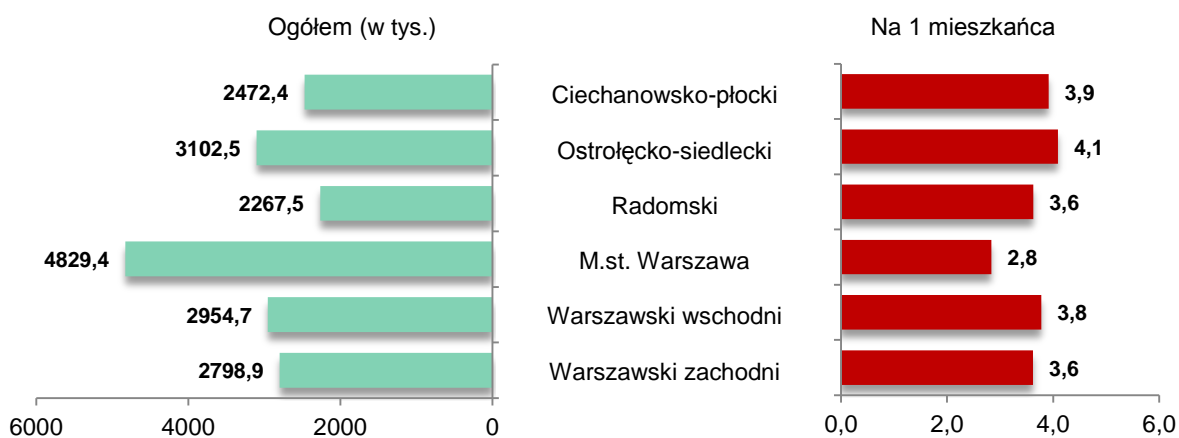 Ogółem (w tys.) Na 1 mieszkańca
2472,4 Ciechanowsko-płocki 3,9
3102,5 Ostrołęcko-siedlecki 4,1
2267,5 Radomski 3,6
4829,4 M.st. Warszawa 2,8
2954,7 Warszawski wschodni 3,8
2798,9 Warszawski zachodni 3,6
6000 4000 2000 0 0,0 2,0 4,0 6,0